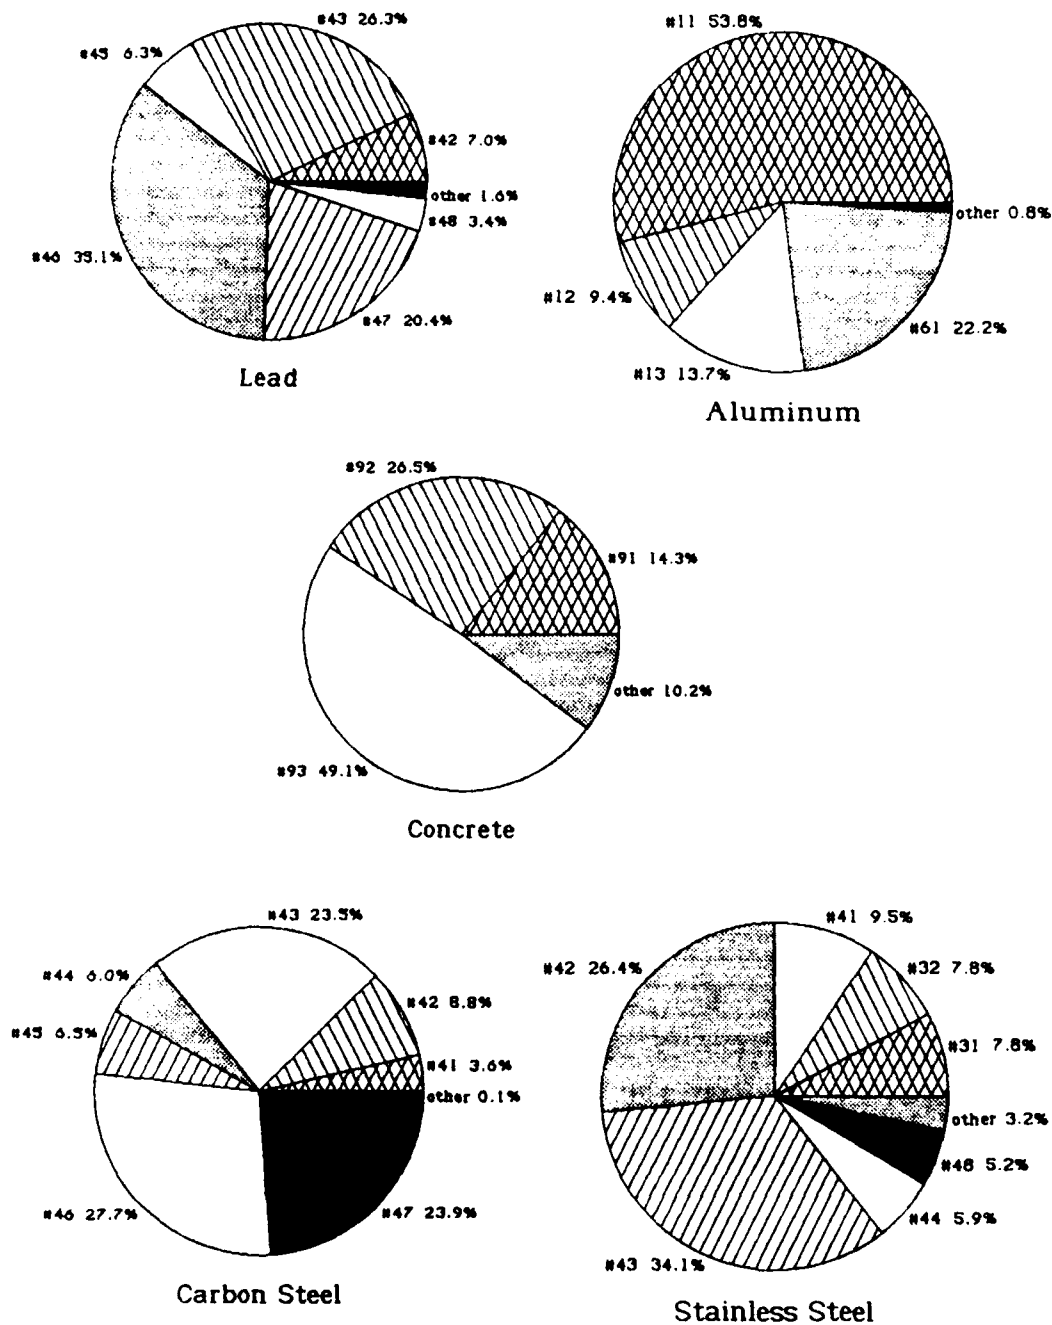 #43 26.3%
#45 6.3%
#42 7.0%
other 1.6%
#48 3.4%
#46 35.1%
#47 20.4%
Lead
#11 53.8%
other 0.8%
#12 9.4%
#61 22.2%
#13 13.7%
Aluminum
#92 26.5%
#91 14.3%
other 10.2%
#93 49.1%
Concrete
#43 23.5%
#44 6.0%
#42 8.8%
#45 6.5%
#41 3.6%
other 0.1%
#46 27.7%
#47 23.9%
Carbon Steel
#41 9.5%
#42 26.4%
#32 7.8%
#31 7.8%
other 3.2%
#48 5.2%
#44 5.9%
#43 34.1%
Stainless Steel